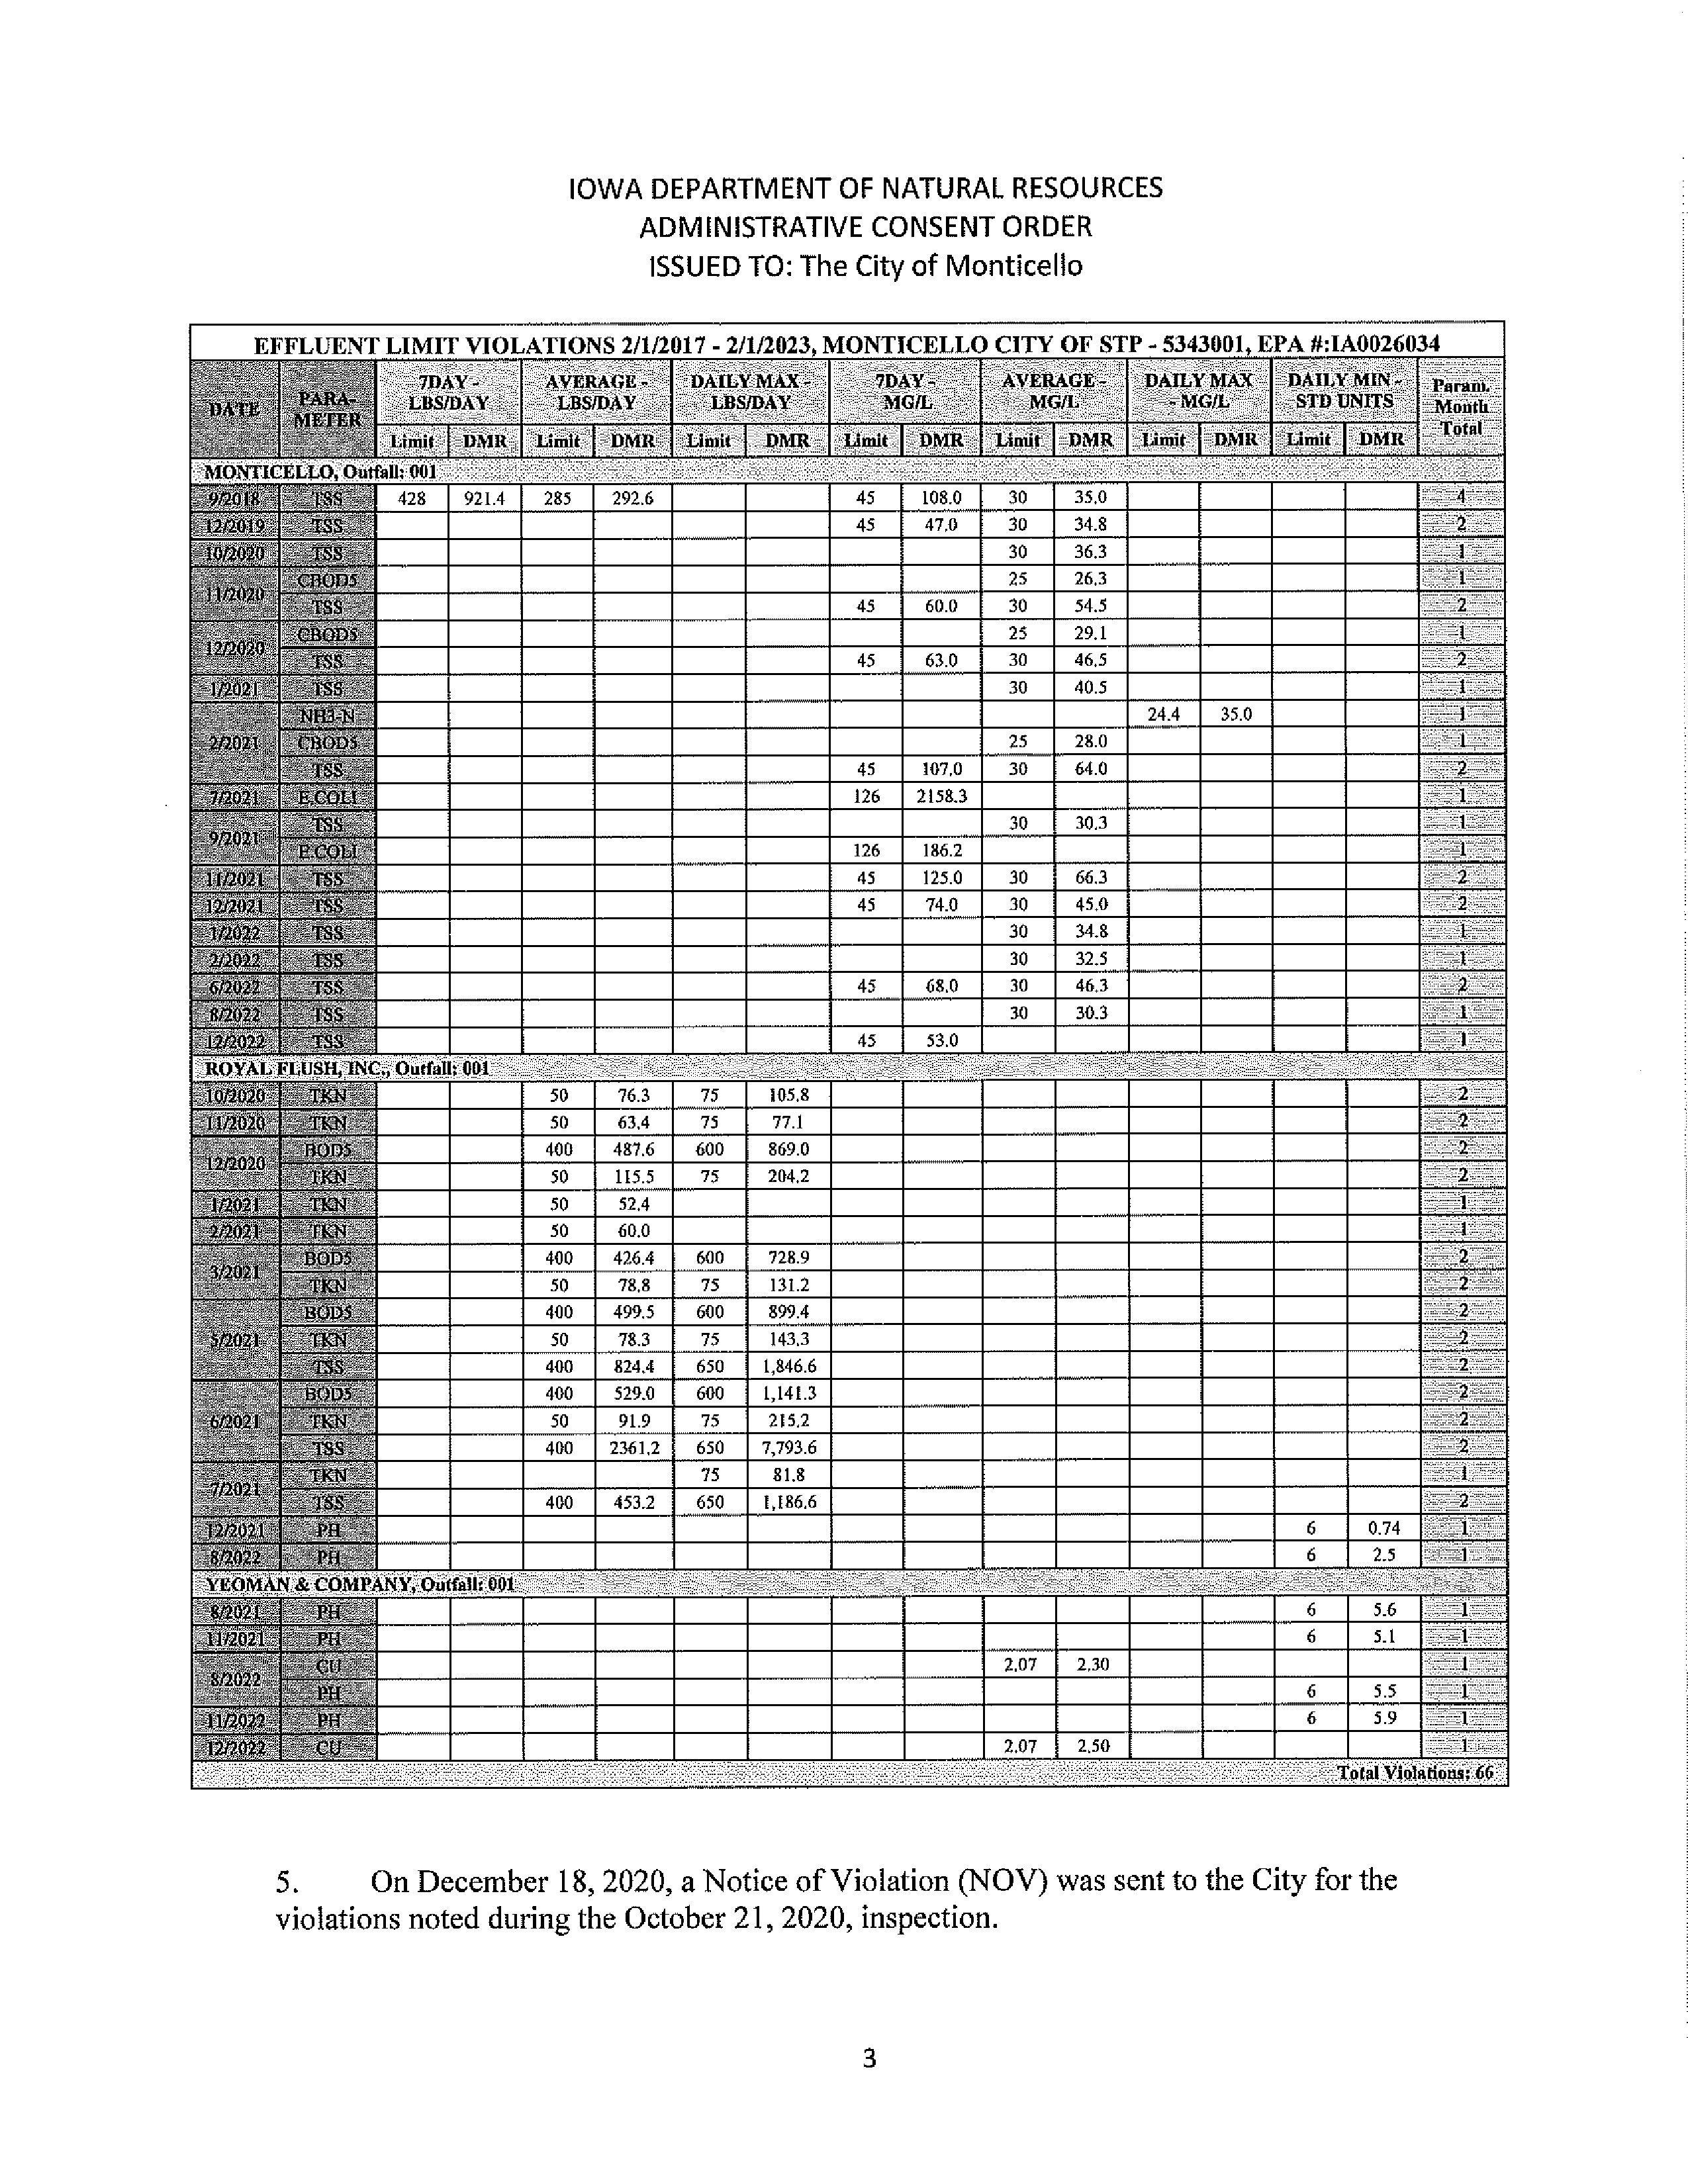 IOWA DEPARTMENT OF NATURAL RESOURCES
ADMINISTRATIVE CONSENT ORDER
ISSUED TO: The City of Monticello
EFFLUENT LIMIT VIOLATIONS 2/1/2017 - 2/1/2023, MONTICELLO CITY OF STP - 5343001, EPA #:IA0026034
DATE PARA-METER 7DAY - LBS/DAY AVERAGE - LBS/DAY DAILY MAX - LBS/DAY 7DAY - MG/L AVERAGE - MG/L DAILY MAX - MG/L DAILY MIN - STD UNITS Param. Month Total
Limit DMR Limit DMR Limit DMR Limit DMR Limit DMR Limit DMR Limit DMR
MONTICELLO, Outfall: 001
9/2018 TSS 428 921.4 285 292.6 45 108.0 30 35.0 4
12/2019 TSS 45 47.0 30 34.8 2
10/2020 TSS 30 36.3 1
11/2020 CBOD5 25 26.3 1
TSS 45 60.0 30 54.5 2
12/2020 CBOD5 25 29.1 1
TSS 45 63.0 30 46.5 2
1/2021 TSS 30 40.5 1
2/2021 NH3-N 24.4 35.0 1
CBOD5 25 28.0 1
TSS 45 107.0 30 64.0 2
7/2021 E.COLI 126 2158.3 1
9/2021 TSS 30 30.3 1
E.COLI 126 186.2 1
11/2021 TSS 45 125.0 30 66.3 2
12/2021 TSS 45 74.0 30 45.0 2
1/2022 TSS 30 34.8 1
2/2022 TSS 30 32.5 1
6/2022 TSS 45 68.0 30 46.3 2
8/2022 TSS 30 30.3 1
12/2022 TSS 45 53.0 1
ROYAL FLUSH, INC., Outfall: 001
10/2020 TKN 50 76.3 75 105.8 2
11/2020 TKN 50 63.4 75 77.1 2
12/2020 BOD5 400 487.6 600 869.0 2
TKN 50 115.5 75 204.2 2
1/2021 TKN 50 52.4 1
2/2021 TKN 50 60.0 1
3/2021 BOD5 400 426.4 600 728.9 2
TKN 50 78.8 75 131.2 2
5/2021 BOD5 400 499.5 600 899.4 2
TKN 50 78.3 75 143.3 2
TSS 400 824.4 650 1,846.6 2
6/2021 BOD5 400 529.0 600 1,141.3 2
TKN 50 91.9 75 215.2 2
TSS 400 2361.2 650 7,793.6 2
7/2021 TKN 75 81.8 1
TSS 400 453.2 650 1,186.6 2
12/2021 PH 6 0.74 1
8/2022 PH 6 2.5 1
YEOMAN & COMPANY, Outfall: 001
8/2021 PH 6 5.6 1
11/2021 PH 6 5.1 1
8/2022 CU 2.07 2.30 1
PH 6 5.5 1
11/2022 PH 6 5.9 1
12/2022 CU 2.07 2.50 1
Total Violations: 66
5. On December 18, 2020, a Notice of Violation (NOV) was sent to the City for the
violations noted during the October 21, 2020, inspection.
3